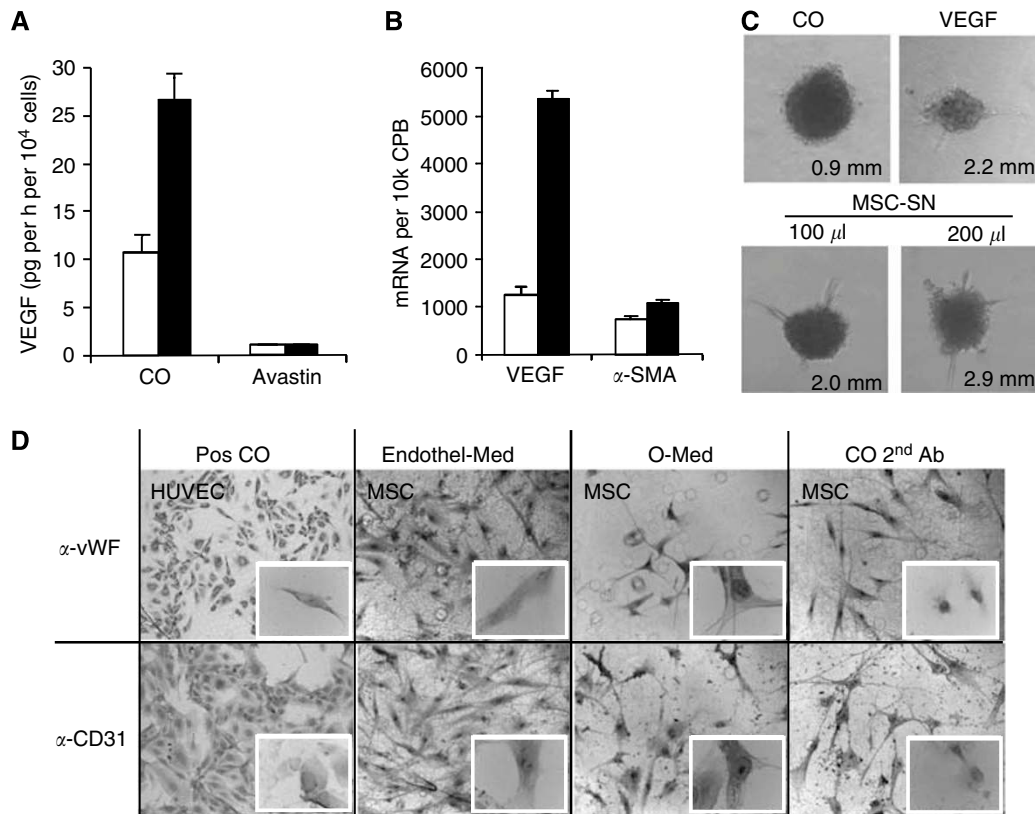 A
VEGF (pg per h per 10⁴ cells)
30
25
20
15
10
5
0
CO
Avastin
B
mRNA per 10k CPB
6000
5000
4000
3000
2000
1000
0
VEGF
α-SMA
C
CO
VEGF
0.9 mm
2.2 mm
MSC-SN
100 μl
200 μl
2.0 mm
2.9 mm
D
Pos CO
Endothel-Med
O-Med
CO 2ⁿᵈ Ab
HUVEC
MSC
MSC
MSC
α-vWF
α-CD31